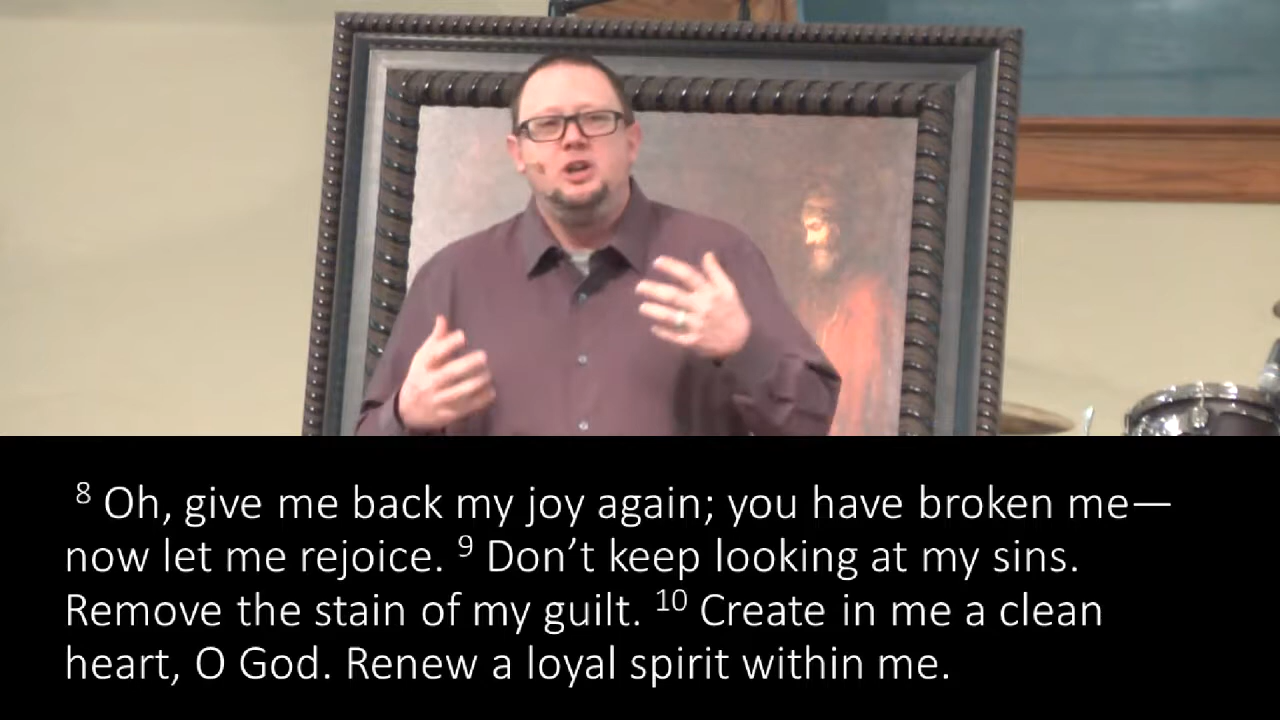 8 Oh, give me back my joy again; you have broken me—
now let me rejoice. 9 Don’t keep looking at my sins.
Remove the stain of my guilt. 10 Create in me a clean
heart, O God. Renew a loyal spirit within me.